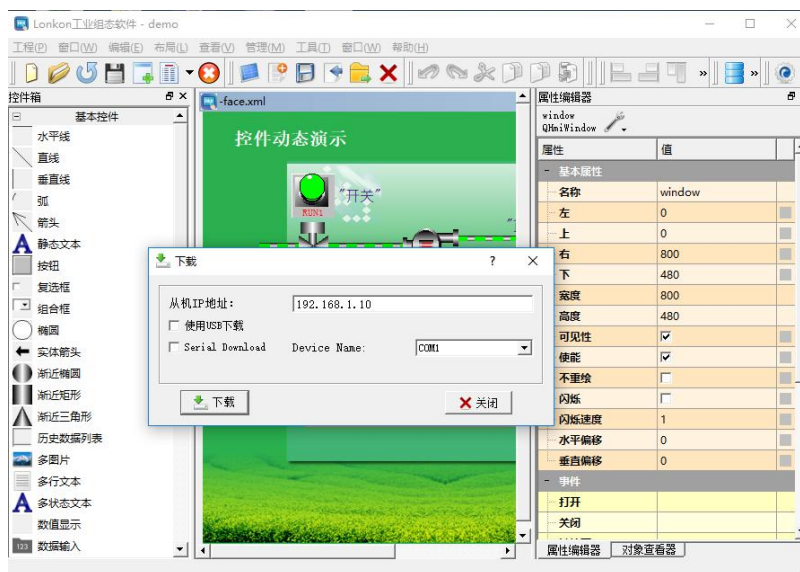 Lonkon工业组态软件 - demo
工程(P) 窗口(W) 编辑(E) 布局(L) 查看(V) 管理(M) 工具(T) 窗口(W) 帮助(H)
控件箱
基本控件
水平线
直线
垂直线
弧
箭头
静态文本
按钮
复选框
组合框
椭圆
实体箭头
渐近椭圆
渐近矩形
渐近三角形
历史数据列表
多图片
多行文本
多状态文本
数值显示
123 数据输入
-face.xml
控件动态演示
"开关"
RUN1
下载
?
从机IP地址:
192.168.1.10
使用USB下载
Serial Download Device Name: COM1
下载 关闭
属性编辑器
window
QHmiWindow
属性 值
基本属性
名称 window
左 0
上 0
右 800
下 480
宽度 800
高度 480
可见性
使能
不重绘
闪烁
闪烁速度 1
水平偏移 0
垂直偏移 0
事件
打开
关闭
属性编辑器 对象查看器